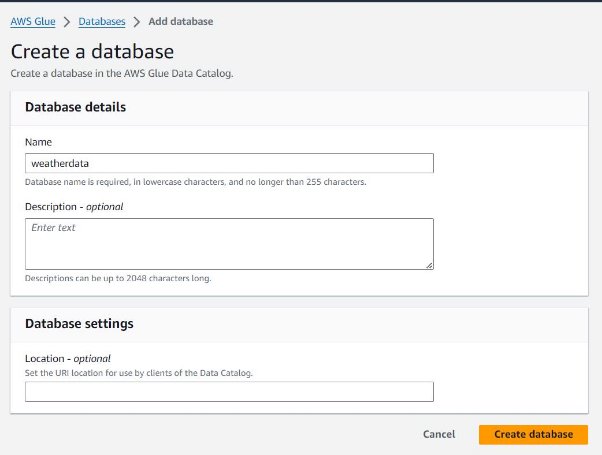 AWS Glue > Databases > Add database
Create a database
Create a database in the AWS Glue Data Catalog.
Database details
Name
weatherdata
Database name is required, in lowercase characters, and no longer than 255 characters.
Description - optional
Enter text
Descriptions can be up to 2048 characters long.
Database settings
Location - optional
Set the URI location for use by clients of the Data Catalog.
Cancel Create database